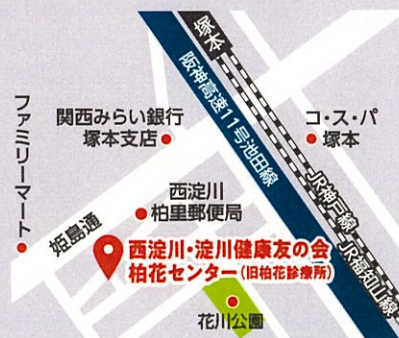 塚本
阪神高速11号池田線
JR神戸線
JR福知山線
コ・ス・パ
塚本
関西みらい銀行
塚本支店
ファミリーマート
西淀川
柏里郵便局
姫島通
西淀川・淀川健康友の会
柏花センター(旧柏花診療所)
花川公園